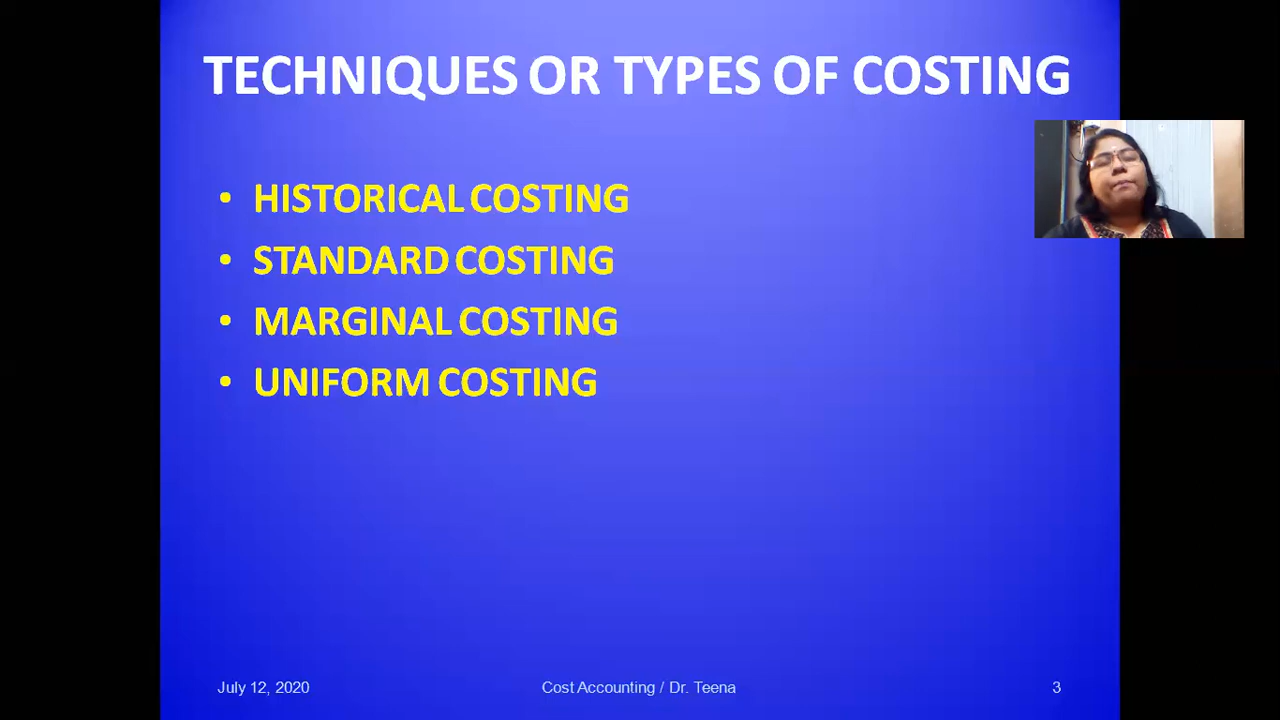 TECHNIQUES OR TYPES OF COSTING
• HISTORICAL COSTING
• STANDARD COSTING
• MARGINAL COSTING
• UNIFORM COSTING
July 12, 2020
Cost Accounting / Dr. Teena
3